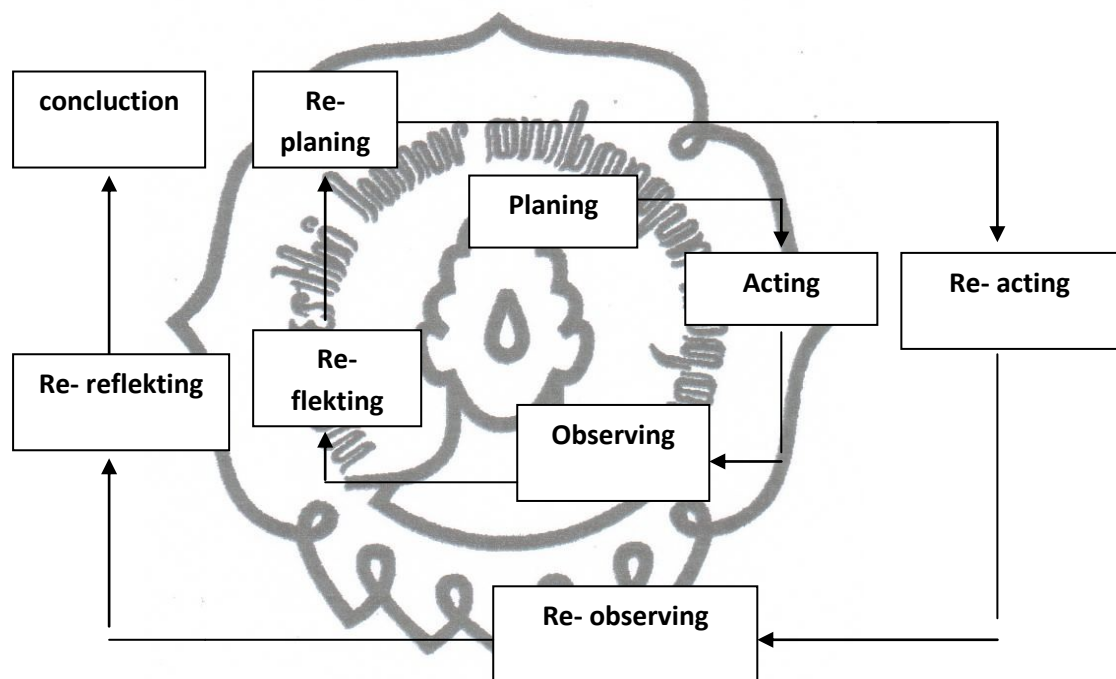 concluction
Re-
planing
Planing
Acting
Re- acting
Re- reflekting
Re-
flekting
Observing
Re- observing